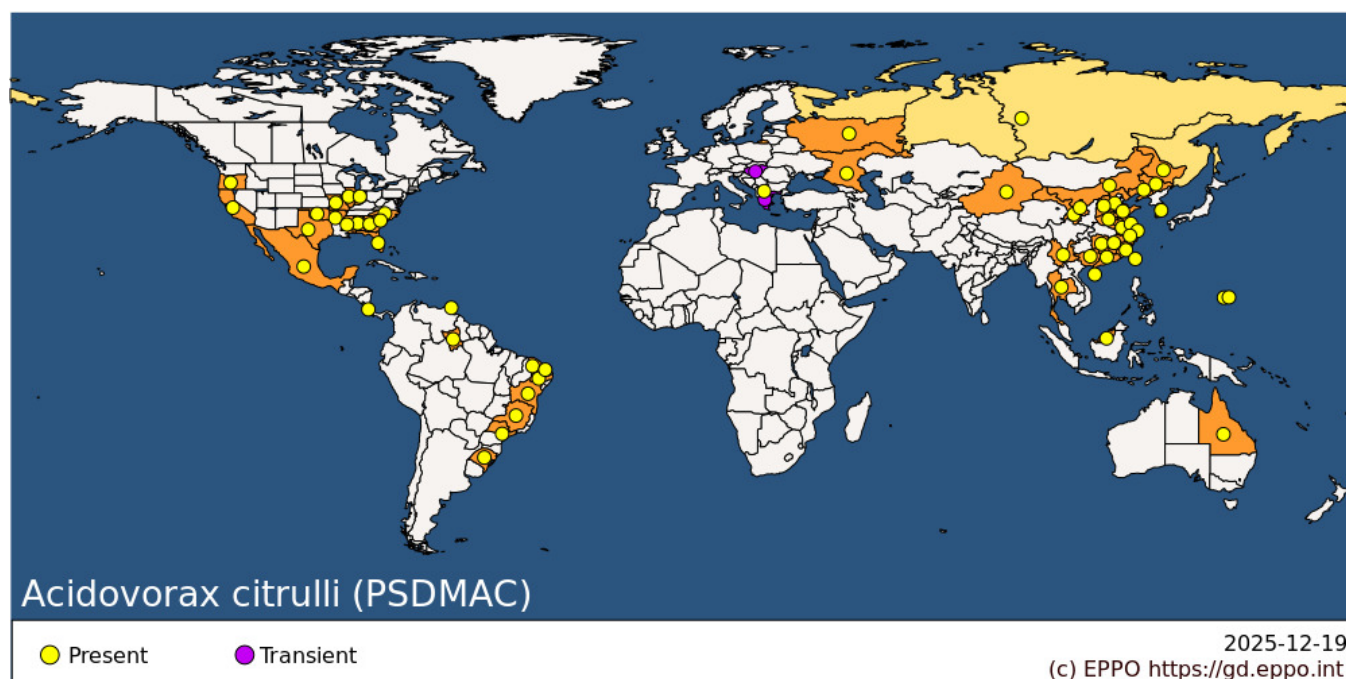 Acidovorax citrulli (PSDMAC)
Present
Transient
2025-12-19
(c) EPPO https://gd.eppo.int